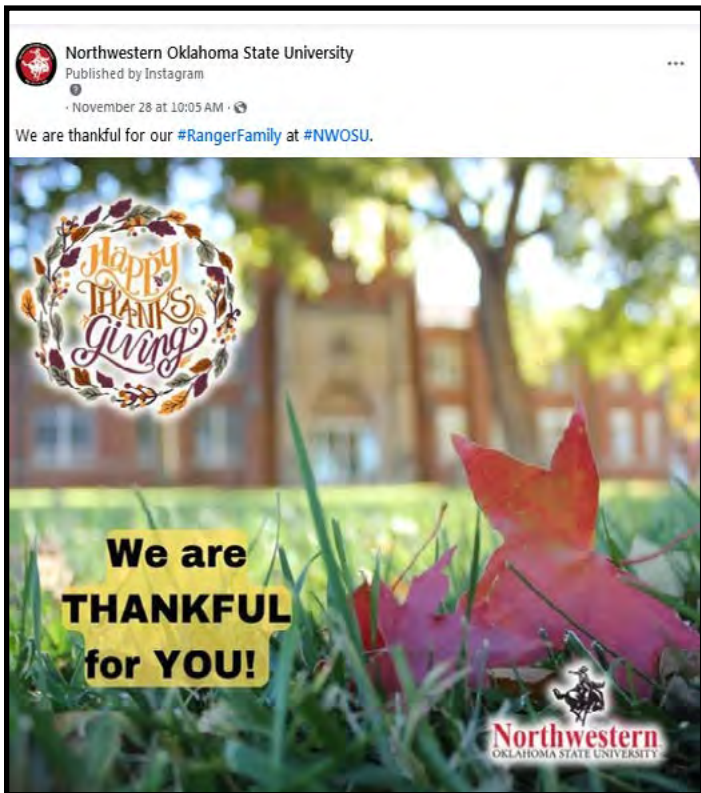 Northwestern Oklahoma State University
Published by Instagram
· November 28 at 10:05 AM ·
We are thankful for our #RangerFamily at #NWOSU.
Happy
THANKS
giving
We are
THANKFUL
for YOU!
Northwestern
OKLAHOMA STATE UNIVERSITY